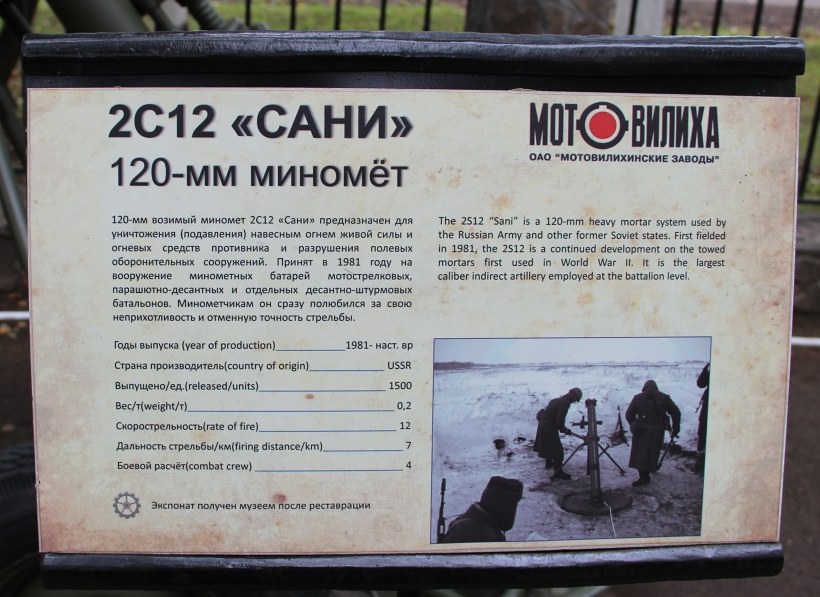 2С12 «САНИ»
120-мм миномёт
МОТОВИЛИХА
ОАО "МОТОВИЛИХИНСКИЕ ЗАВОДЫ"
120-мм возимый миномет 2С12 «Сани» предназначен для
уничтожения (подавления) навесным огнем живой силы и
огневых средств противника и разрушения полевых
оборонительных сооружений. Принят в 1981 году на
вооружение минометных батарей мотострелковых,
парашютно-десантных и отдельных десантно-штурмовых
батальонов. Минометчикам он сразу полюбился за свою
неприхотливость и отменную точность стрельбы.
The 2S12 “Sani” is a 120-mm heavy mortar system used by
the Russian Army and other former Soviet states. First fielded
in 1981, the 2S12 is a continued development on the towed
mortars first used in World War II. It is the largest
caliber indirect artillery employed at the battalion level.
Годы выпуска (year of production)____________1981- наст. вр
Страна производитель(country of origin)____________ USSR
Выпущено/ед.(released/units)____________ 1500
Вес/т(weight/т)____________ 0,2
Скорострельность(rate of fire)____________ 12
Дальность стрельбы/км(firing distance/km)____________ 7
Боевой расчёт(combat crew) ____________ 4
Экспонат получен музеем после реставрации